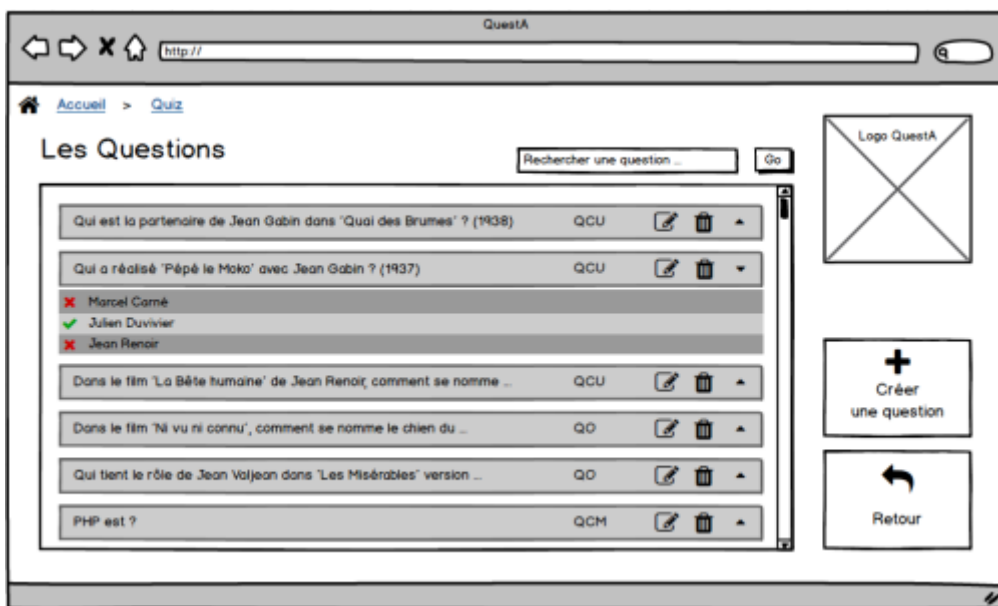 QuestA
http://
Accueil > Quiz
Les Questions
Rechercher une question ...
Go
Logo QuestA
Qui est la partenaire de Jean Gabin dans "Quai des Brumes" ? (1938) QCU
Qui a réalisé "Pépé le Moko" avec Jean Gabin ? (1937) QCU
Marcel Carné
Julien Duvivier
Jean Renoir
Dans le film "La Bête humaine" de Jean Renoir, comment se nomme ... QCU
Dans le film "Ni vu ni connu", comment se nomme le chien du ... QO
Qui tient le rôle de Jean Valjean dans "Les Misérables" version ... QO
PHP est ? QCM
Créer
une question
Retour